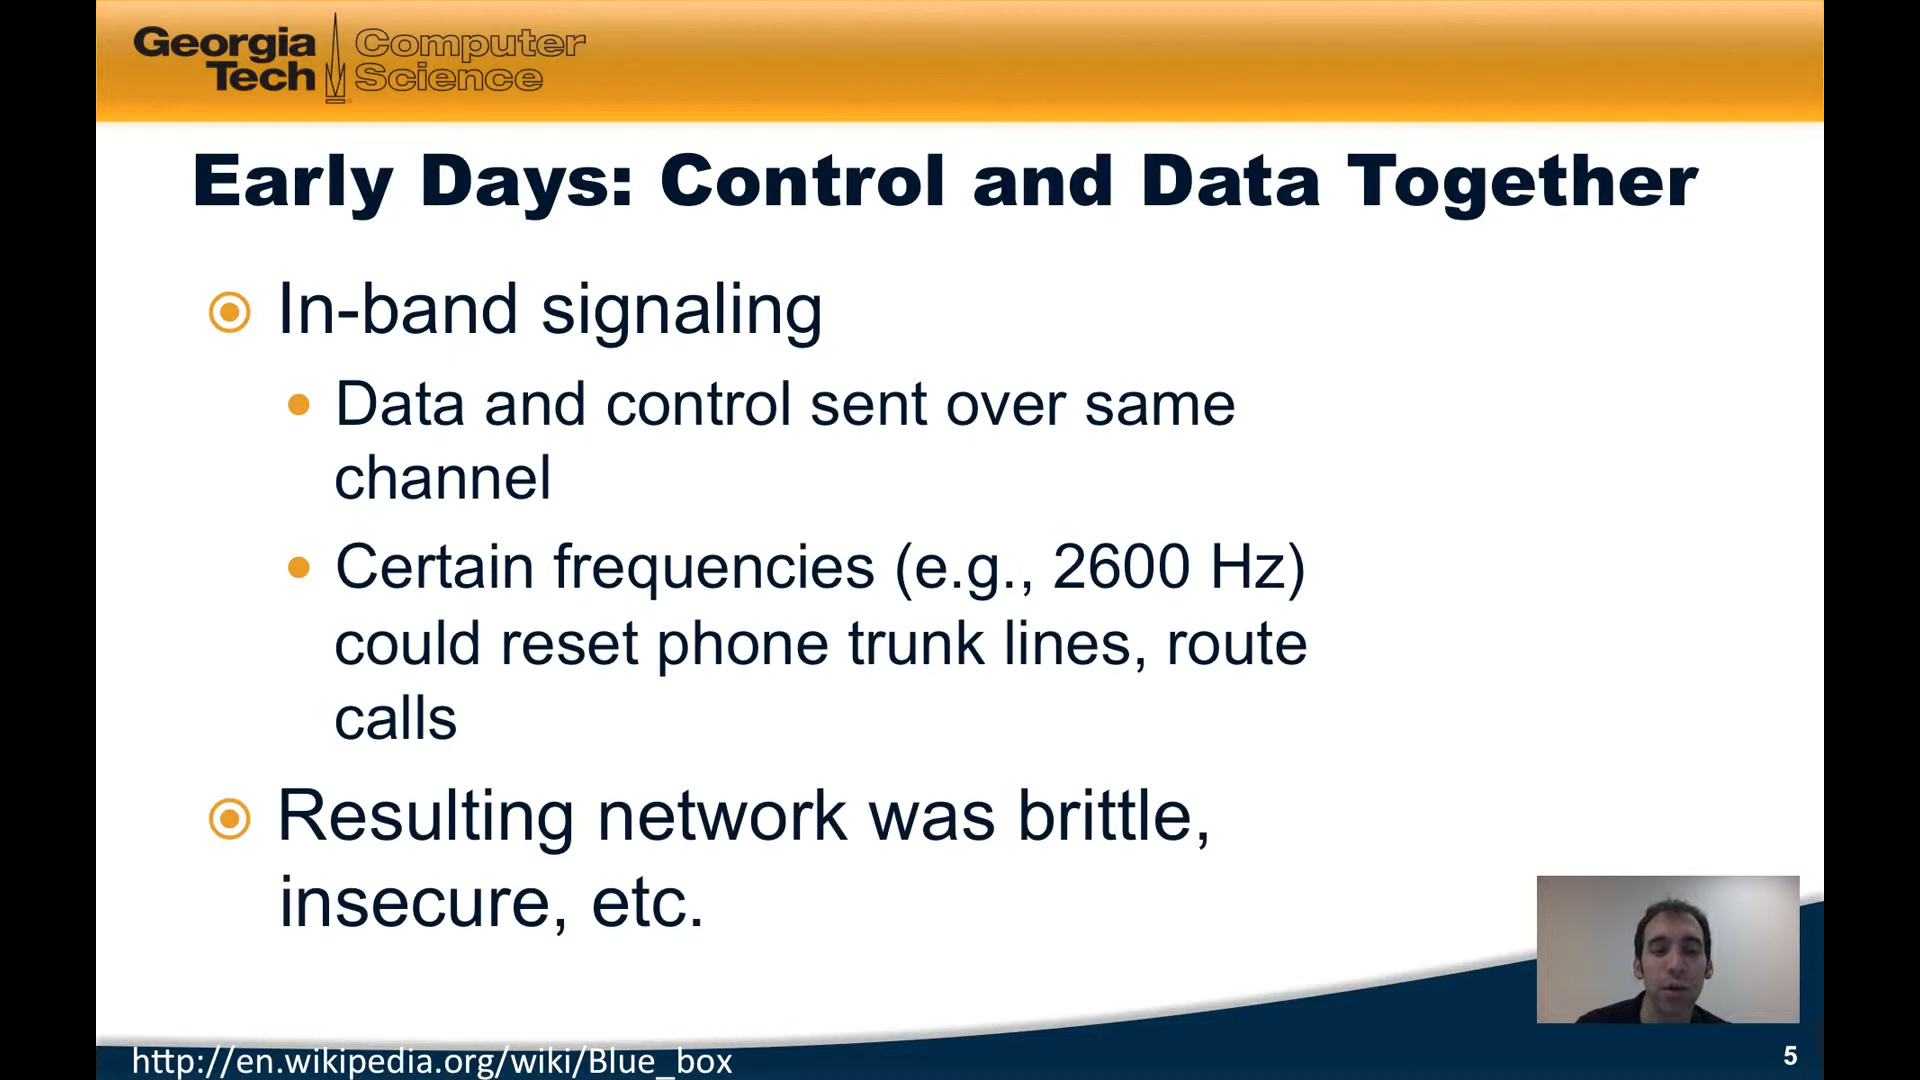 Georgia Tech
Computer Science
Early Days: Control and Data Together
In-band signaling
Data and control sent over same
channel
Certain frequencies (e.g., 2600 Hz)
could reset phone trunk lines, route
calls
Resulting network was brittle,
insecure, etc.
http://en.wikipedia.org/wiki/Blue_box
5